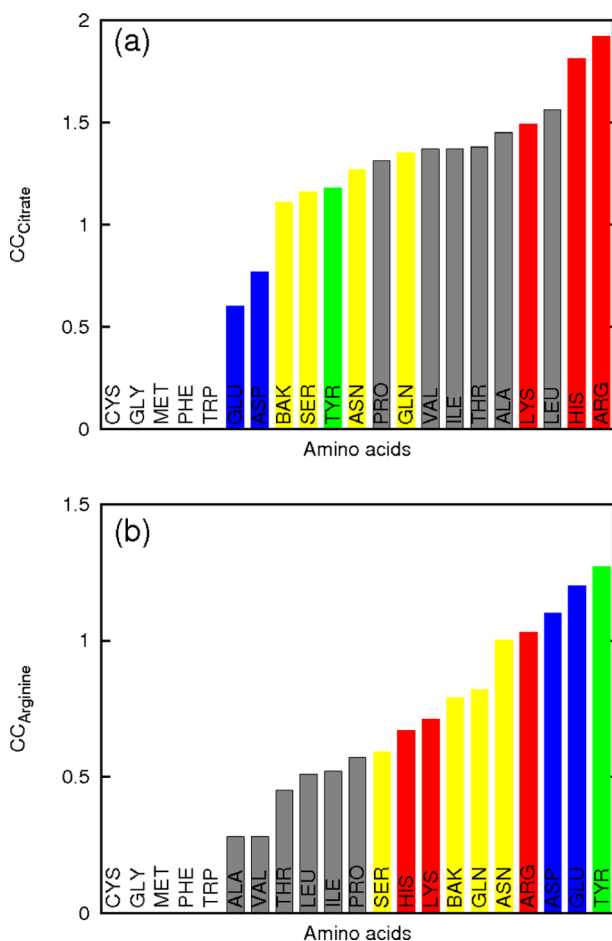 (a)
2
1.5
1
0.5
0
CC_Citrate
CYS GLY MET PHE TRP GLU ASP BAK SER TYR ASN PRO GLN VAL ILE THR ALA LYS LEU HIS ARG
Amino acids
(b)
1.5
1
0.5
0
CC_Arginine
CYS GLY MET PHE TRP ALA VAL THR LEU ILE PRO SER HIS LYS BAK GLN ASN ARG ASP GLU TYR
Amino acids